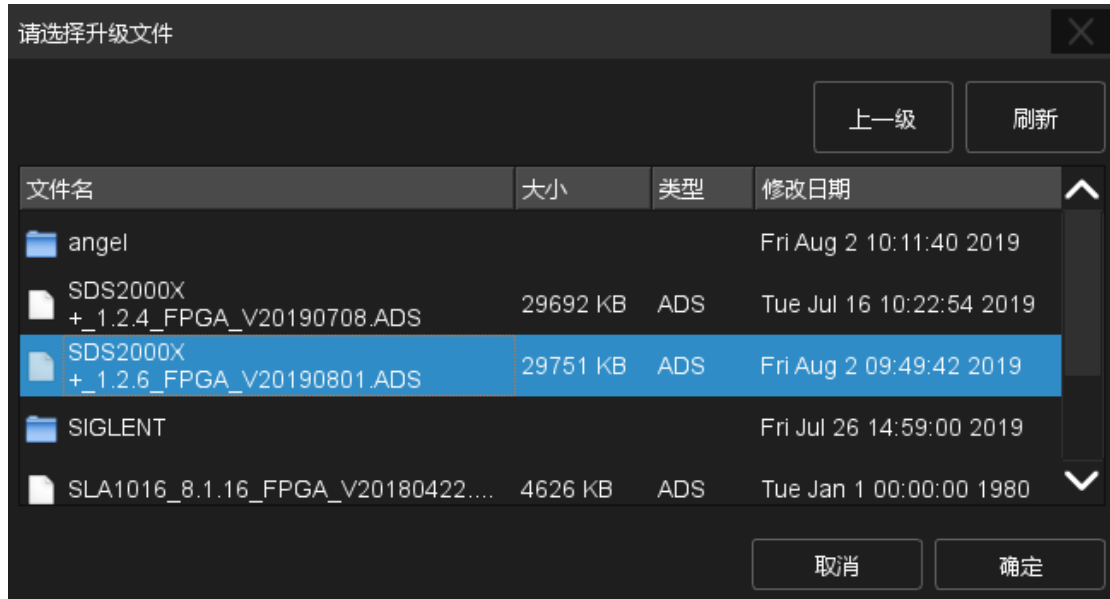 请选择升级文件
上一级 刷新
文件名 大小 类型 修改日期
angel Fri Aug 2 10:11:40 2019
SDS2000X
+_1.2.4_FPGA_V20190708.ADS 29692 KB ADS Tue Jul 16 10:22:54 2019
SDS2000X
+_1.2.6_FPGA_V20190801.ADS 29751 KB ADS Fri Aug 2 09:49:42 2019
SIGLENT Fri Jul 26 14:59:00 2019
SLA1016_8.1.16_FPGA_V20180422.... 4626 KB ADS Tue Jan 1 00:00:00 1980
取消 确定